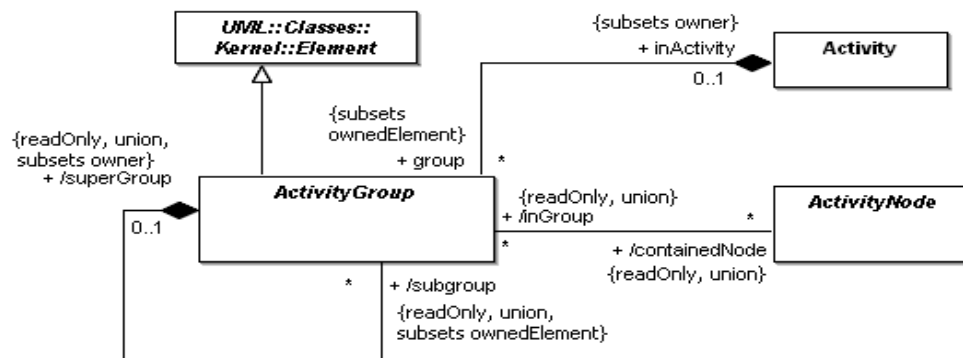 UML::Classes::
Kernel::Element
{subsets owner}
+ inActivity
0..1
Activity
{subsets
ownedElement}
+ group
*
{readOnly, union,
subsets owner}
+ /superGroup
0..1
ActivityGroup
{readOnly, union}
+ /inGroup
*
*
+ /containedNode
{readOnly, union}
ActivityNode
*
+ /subgroup
{readOnly, union,
subsets ownedElement}